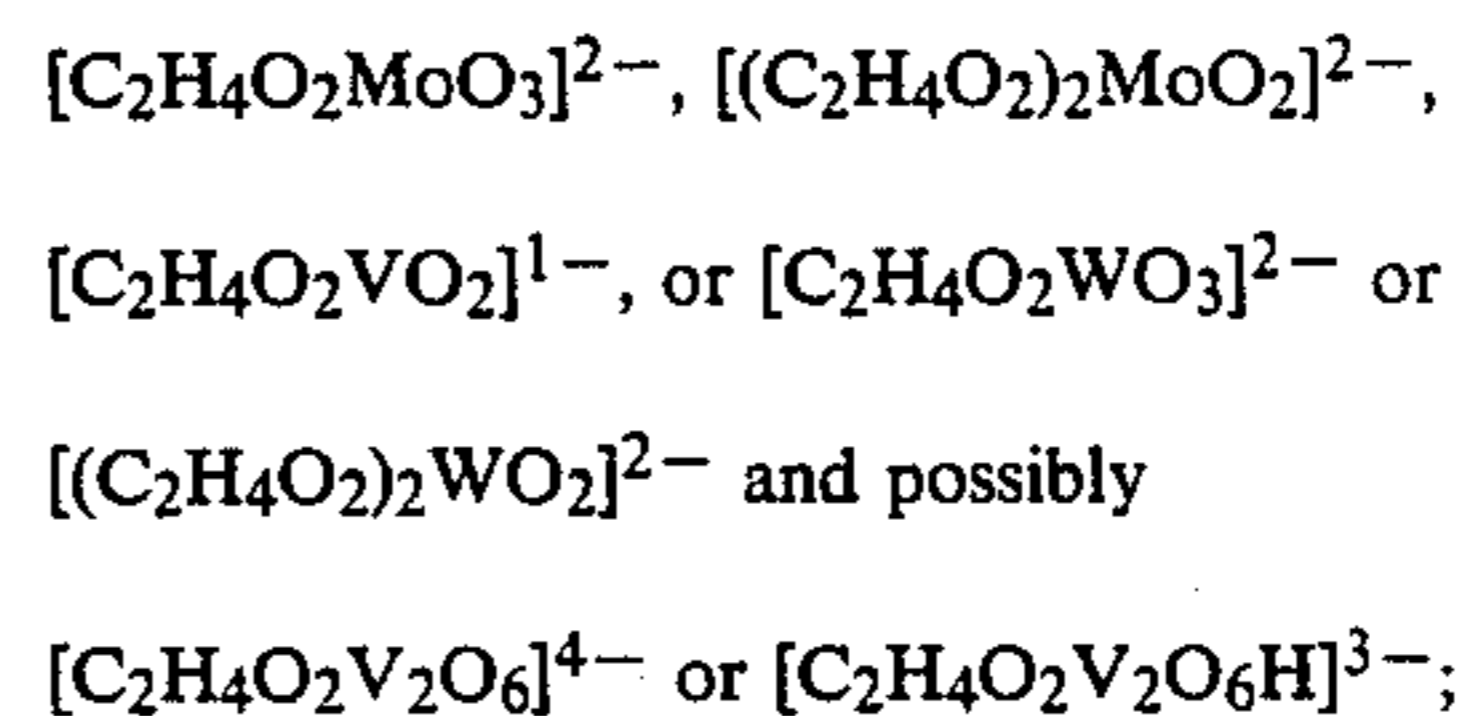 [C₂H₄O₂MoO₃]²⁻, [(C₂H₄O₂)₂MoO₂]²⁻,
[C₂H₄O₂VO₂]¹⁻, or [C₂H₄O₂WO₃]²⁻ or
[(C₂H₄O₂)₂WO₂]²⁻ and possibly
[C₂H₄O₂V₂O₆]⁴⁻ or [C₂H₄O₂V₂O₆H]³⁻;